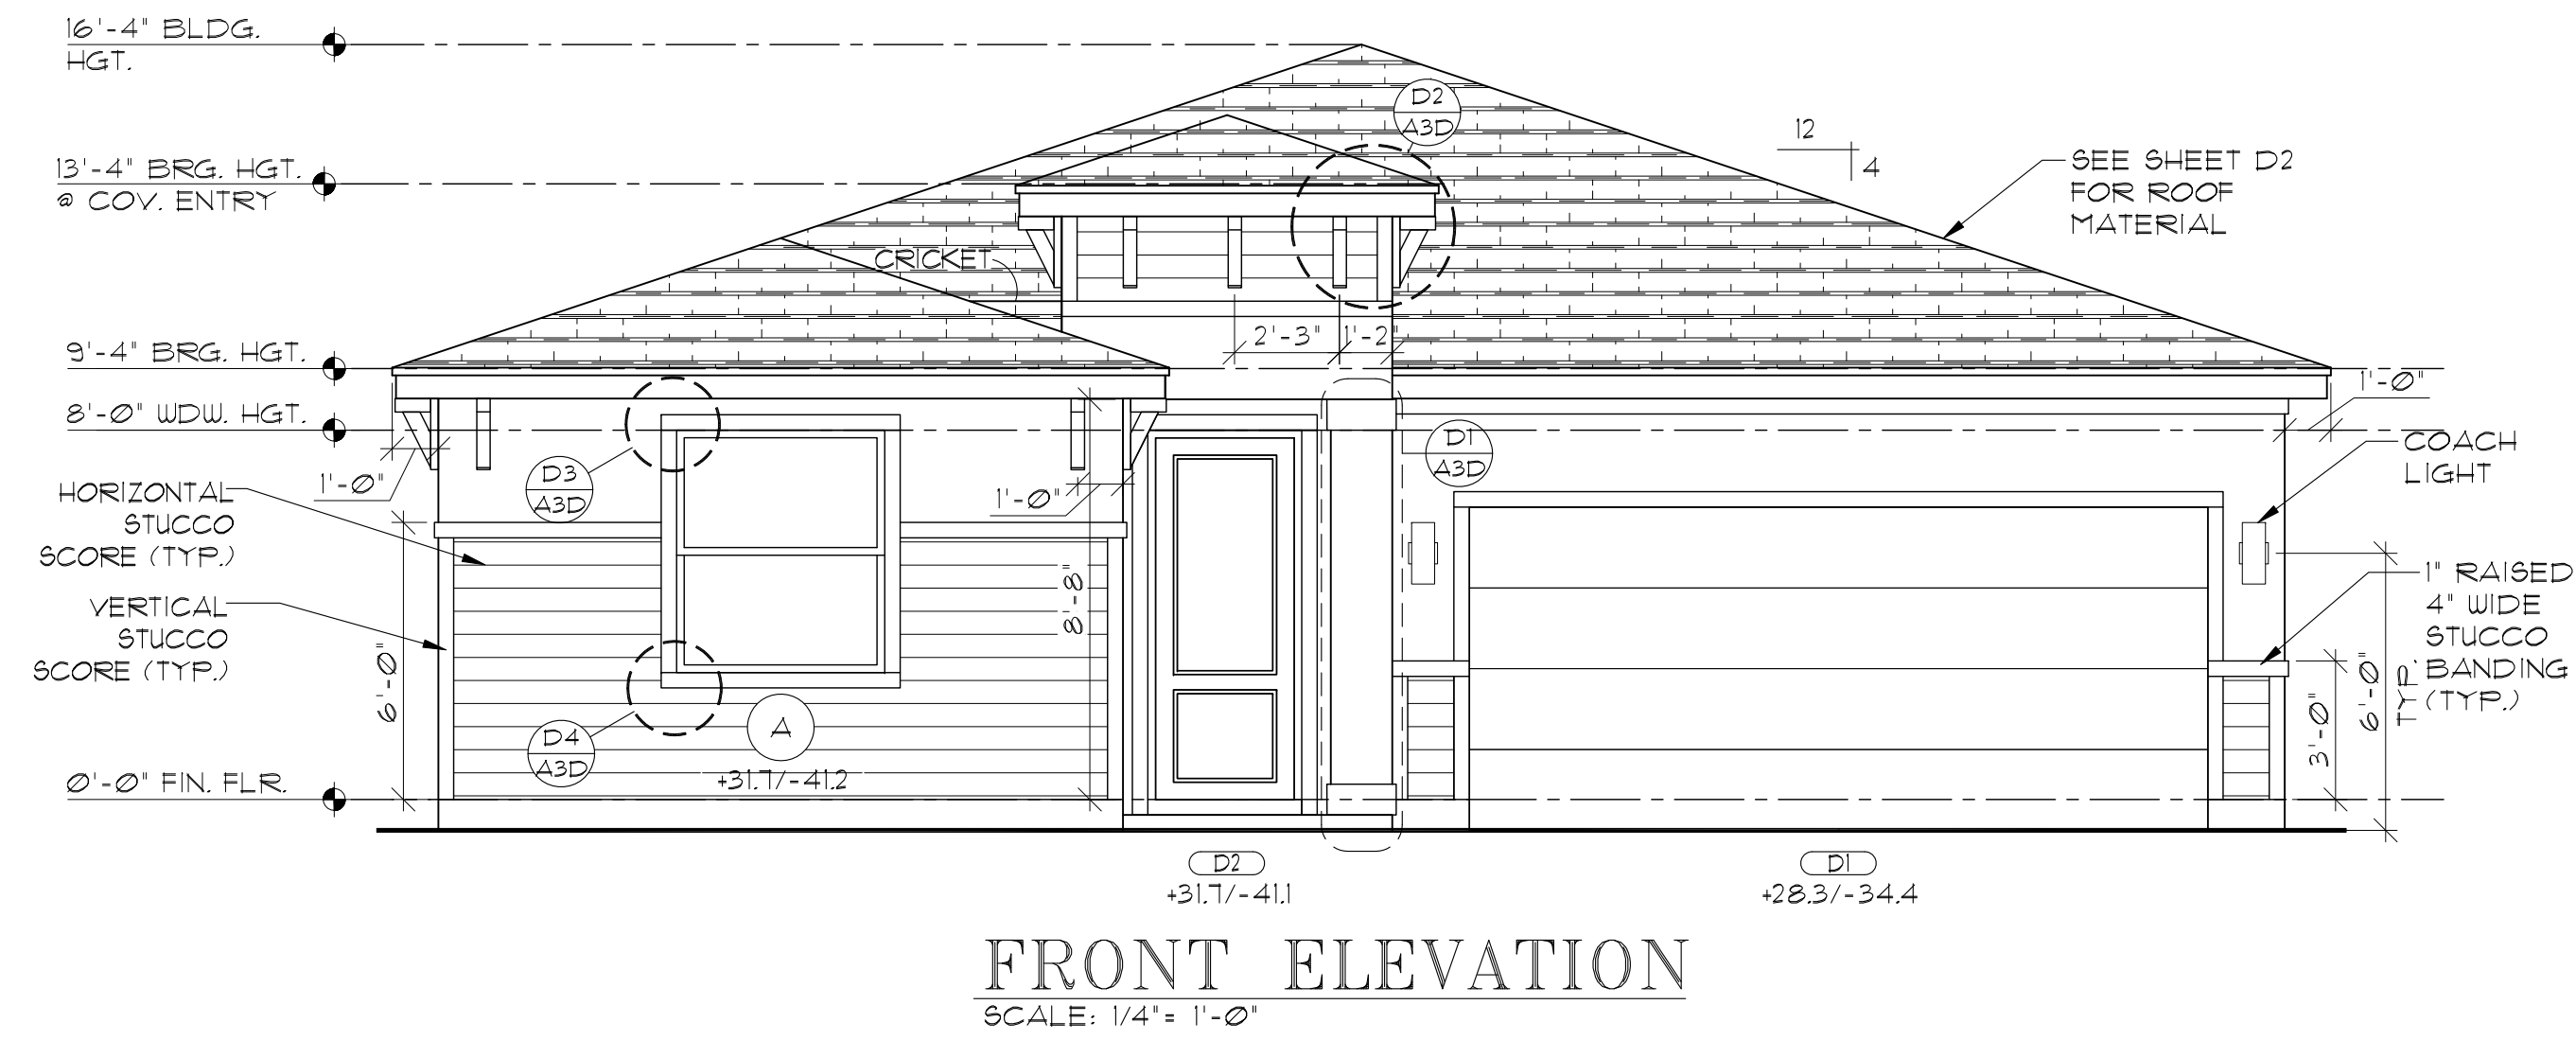 16'-4" BLDG.
HGT.
13'-4" BRG. HGT.
@ COV. ENTRY
9'-4" BRG. HGT.
8'-0" WDW. HGT.
0'-0" FIN. FLR.
HORIZONTAL
STUCCO
SCORE (TYP.)
VERTICAL
STUCCO
SCORE (TYP.)
6'-0"
1'-0"
D3
A3D
D4
A3D
A
+31.7/-41.2
CRICKET
1'-0"
8'-8"
2'-3"
1'-2"
D2
A3D
12
4
SEE SHEET D2
FOR ROOF
MATERIAL
D1
A3D
1'-0"
COACH
LIGHT
1" RAISED
4" WIDE
STUCCO
BANDING
(TYP.)
3'-0"
6'-0"
TYP.
D2
+31.7/-41.1
D1
+28.3/-34.4
FRONT ELEVATION
SCALE: 1/4"= 1'-0"